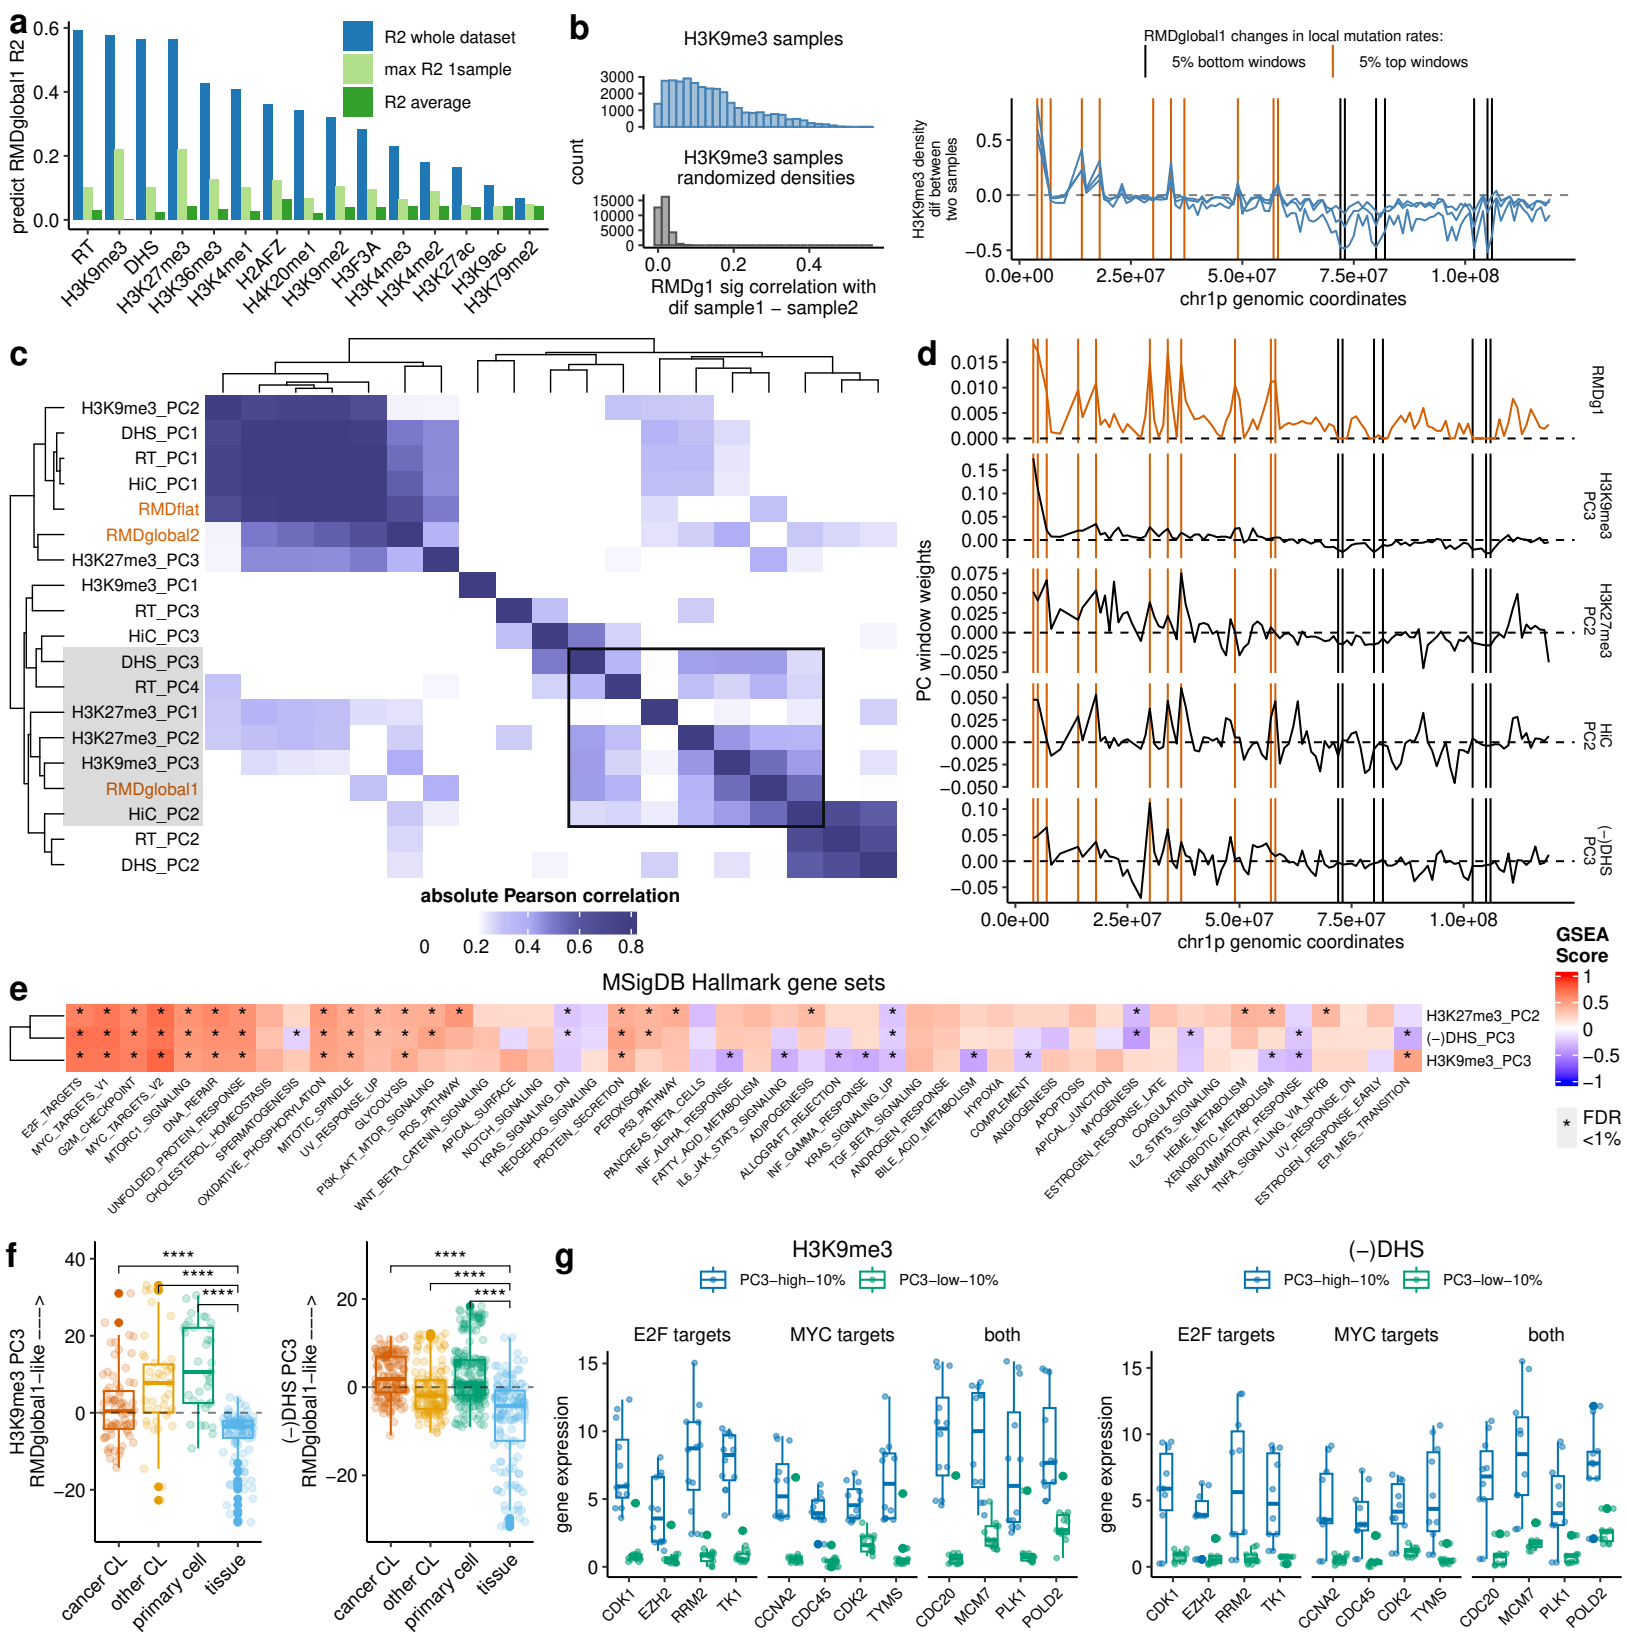 a
predict RMDglobal1 R2
0.6
0.4
0.2
0.0
R2 whole dataset
max R2 1sample
R2 average
RT
H3K9me3
DHS
H3K27me3
H3K36me3
H3K4me1
H2AFZ
H4K20me1
H3K9me2
H3F3A
H3K4me3
H3K4me2
H3K27ac
H3K9ac
H3K79me2
b
H3K9me3 samples
3000
2000
1000
0
count
H3K9me3 samples
randomized densities
15000
10000
5000
0
0.0 0.2 0.4
RMDg1 sig correlation with
dif sample1 − sample2
RMDglobal1 changes in local mutation rates:
5% bottom windows 5% top windows
H3K9me3 density
dif between
two samples
0.5
0.0
−0.5
0.0e+00 2.5e+07 5.0e+07 7.5e+07 1.0e+08
chr1p genomic coordinates
c
H3K9me3_PC2
DHS_PC1
RT_PC1
HiC_PC1
RMDflat
RMDglobal2
H3K27me3_PC3
H3K9me3_PC1
RT_PC3
HiC_PC3
DHS_PC3
RT_PC4
H3K27me3_PC1
H3K27me3_PC2
H3K9me3_PC3
RMDglobal1
HiC_PC2
RT_PC2
DHS_PC2
absolute Pearson correlation
0 0.2 0.4 0.6 0.8
d
PC window weights
0.015
0.010
0.005
0.000
RMDg1
0.15
0.10
0.05
0.00
H3K9me3
PC3
0.075
0.050
0.025
0.000
−0.025
−0.050
H3K27me3
PC2
0.050
0.025
0.000
−0.025
−0.050
HiC
PC2
0.10
0.05
0.00
−0.05
(−)DHS
PC3
0.0e+00 2.5e+07 5.0e+07 7.5e+07 1.0e+08
chr1p genomic coordinates
e
MSigDB Hallmark gene sets
H3K27me3_PC2
(−)DHS_PC3
H3K9me3_PC3
GSEA
Score
1
0.5
0
−0.5
−1
* FDR
<1%
E2F_TARGETS
MYC_TARGETS_V1
G2M_CHECKPOINT
MYC_TARGETS_V2
MTORC1_SIGNALING
DNA_REPAIR
UNFOLDED_PROTEIN_RESPONSE
CHOLESTEROL_HOMEOSTASIS
SPERMATOGENESIS
OXIDATIVE_PHOSPHORYLATION
MITOTIC_SPINDLE
UV_RESPONSE_UP
GLYCOLYSIS
PI3K_AKT_MTOR_SIGNALING
ROS_PATHWAY
WNT_BETA_CATENIN_SIGNALING
APICAL_SURFACE
NOTCH_SIGNALING
KRAS_SIGNALING_DN
HEDGEHOG_SIGNALING
PROTEIN_SECRETION
PEROXISOME
P53_PATHWAY
PANCREAS_BETA_CELLS
INF_ALPHA_RESPONSE
FATTY_ACID_METABOLISM
IL6_JAK_STAT3_SIGNALING
ADIPOGENESIS
ALLOGRAFT_REJECTION
INF_GAMMA_RESPONSE
KRAS_SIGNALING_UP
TGF_BETA_SIGNALING
ANDROGEN_RESPONSE
BILE_ACID_METABOLISM
HYPOXIA
COMPLEMENT
ANGIOGENESIS
APOPTOSIS
APICAL_JUNCTION
MYOGENESIS
ESTROGEN_RESPONSE_LATE
COAGULATION
IL2_STAT5_SIGNALING
HEME_METABOLISM
XENOBIOTIC_METABOLISM
INFLAMMATORY_RESPONSE
TNFA_SIGNALING_VIA_NFKB
UV_RESPONSE_DN
ESTROGEN_RESPONSE_EARLY
EPI_MES_TRANSITION
f
H3K9me3 PC3
RMDglobal1−like −−−−>
40
20
0
−20
****
****
****
cancer CL
other CL
primary cell
tissue
(−)DHS PC3
RMDglobal1−like −−−−>
20
0
−20
****
****
****
cancer CL
other CL
primary cell
tissue
g
H3K9me3
PC3−high−10% PC3−low−10%
E2F targets MYC targets both
gene expression
15
10
5
0
CDK1
EZH2
RRM2
TK1
CCNA2
CDC45
CDK2
TYMS
CDC20
MCM7
PLK1
POLD2
(−)DHS
PC3−high−10% PC3−low−10%
E2F targets MYC targets both
gene expression
15
10
5
0
CDK1
EZH2
RRM2
TK1
CCNA2
CDC45
CDK2
TYMS
CDC20
MCM7
PLK1
POLD2